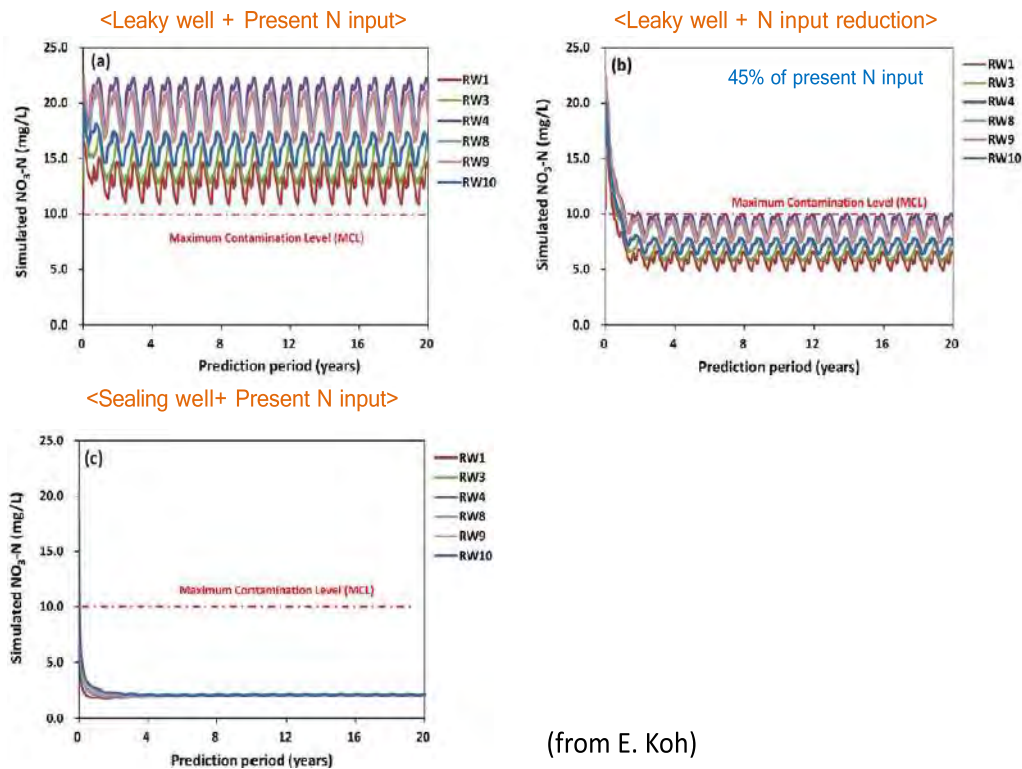 <Leaky well + Present N input>
25.0
20.0
15.0
10.0
5.0
0.0
Simulated NO₃-N (mg/L)
(a)
Maximum Contamination Level (MCL)
0 4 8 12 16 20
Prediction period (years)
RW1
RW3
RW4
RW8
RW9
RW10
<Leaky well + N input reduction>
25.0
20.0
15.0
10.0
5.0
0.0
Simulated NO₃-N (mg/L)
(b)
45% of present N input
Maximum Contamination Level (MCL)
0 4 8 12 16 20
Prediction period (years)
RW1
RW3
RW4
RW8
RW9
RW10
<Sealing well+ Present N input>
25.0
20.0
15.0
10.0
5.0
0.0
Simulated NO₃-N (mg/L)
(c)
Maximum Contamination Level (MCL)
0 4 8 12 16 20
Prediction period (years)
RW1
RW3
RW4
RW8
RW9
RW10
(from E. Koh)